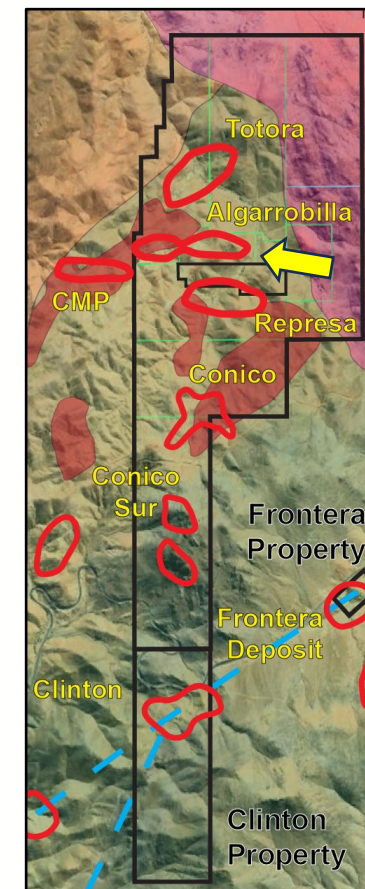 Totora
Algarrobilla
CMP
Represa
Conico
Conico
Sur
Frontera
Property
Frontera
Deposit
Clinton
Clinton
Property